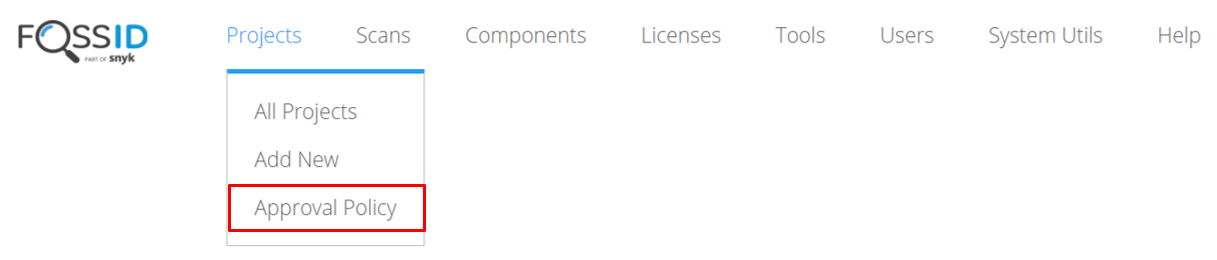 FOSSID
PART OF snyk
Projects Scans Components Licenses Tools Users System Utils Help
All Projects
Add New
Approval Policy